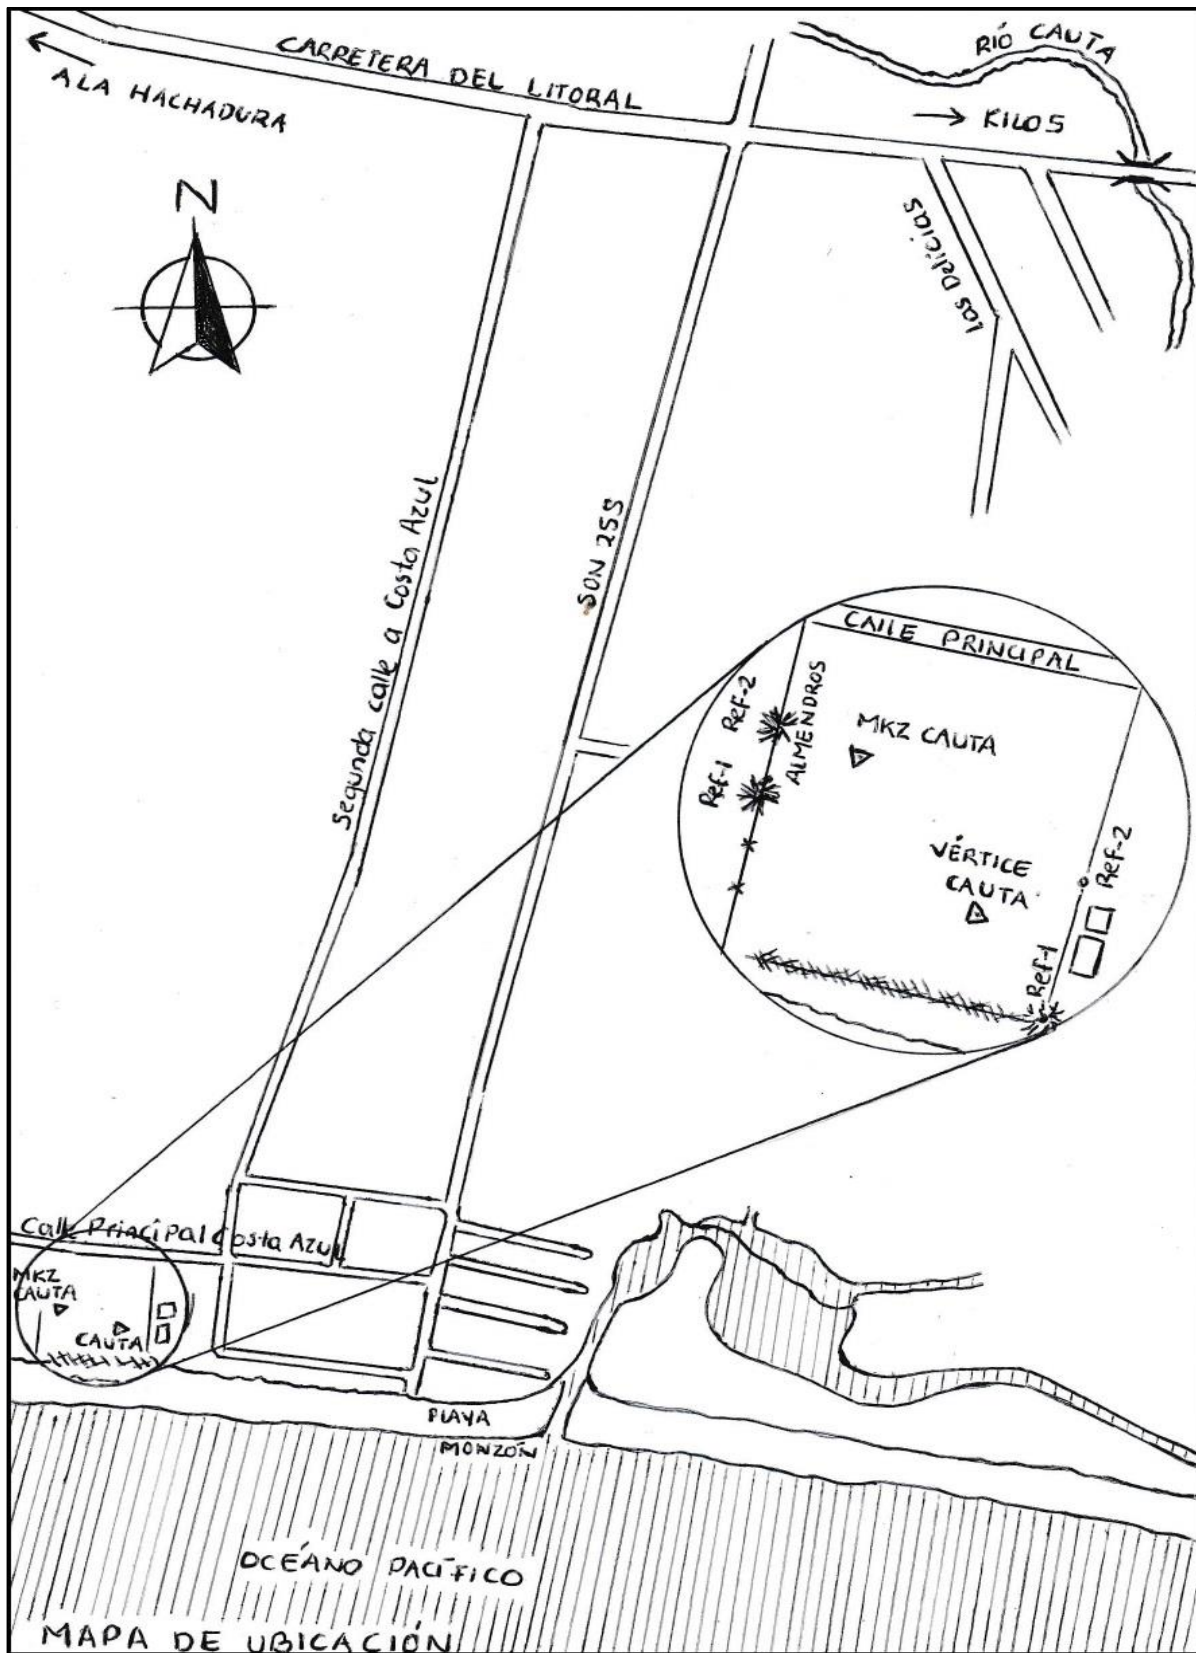 RÍO CAUTA
CARRETERA DEL LITORAL
A LA HACHADURA
→ KILO 5
N
Las Delicias
Segunda calle a Costa Azul
SON 25S
CALLE PRINCIPAL
Ref-2
ALMENDROS
MKZ CAUTA
Ref-1
VÉRTICE
CAUTA
Ref-2
Ref-1
Calle Principal Costa Azul
MKZ
CAUTA
CAUTA
PLAYA
MONZÓN
OCÉANO PACÍFICO
MAPA DE UBICACIÓN